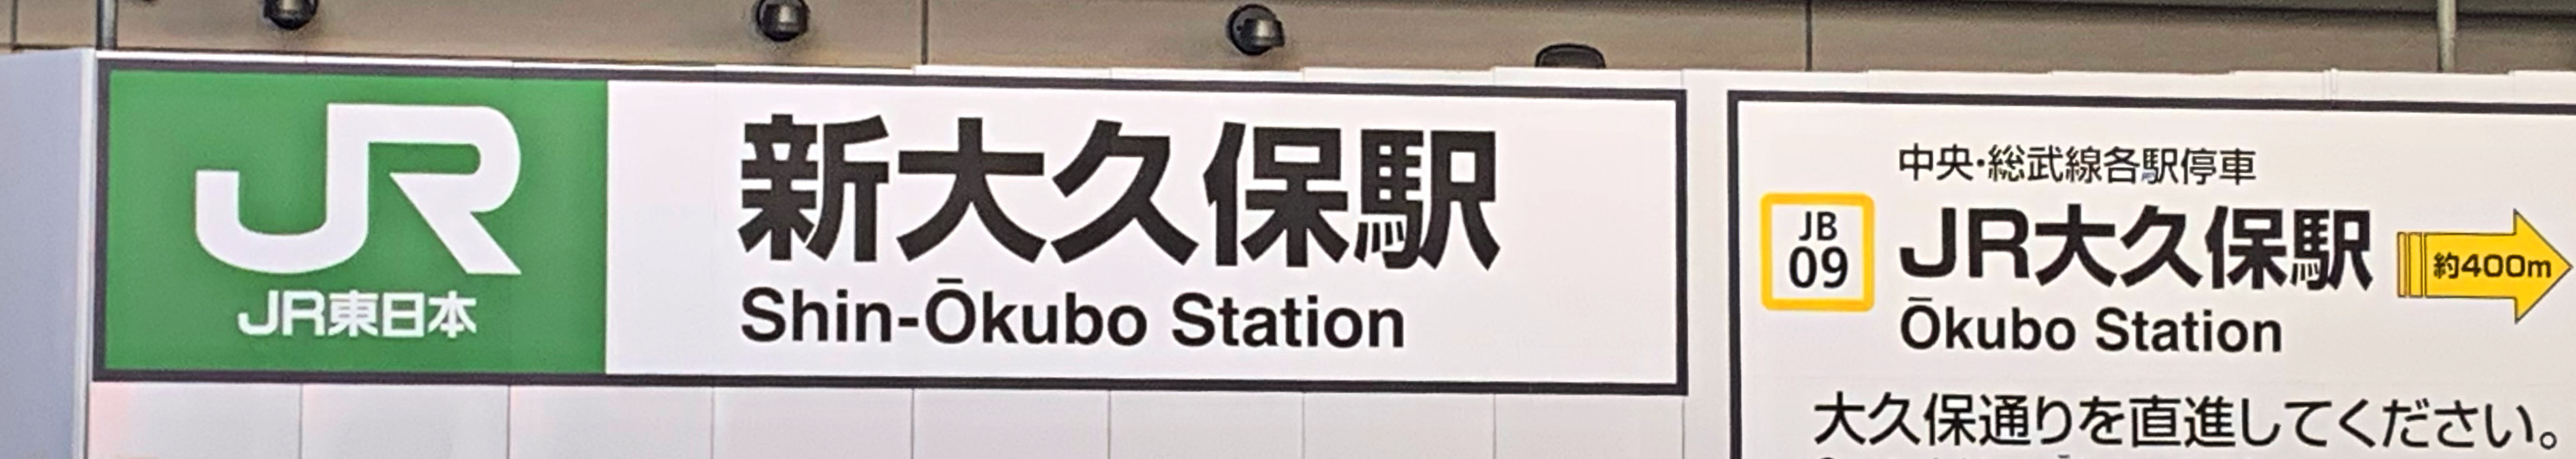 JR
JR東日本
新大久保駅
Shin-Ōkubo Station
中央・総武線各駅停車
JB
09
JR大久保駅
約400m
Ōkubo Station
大久保通りを直進してください。